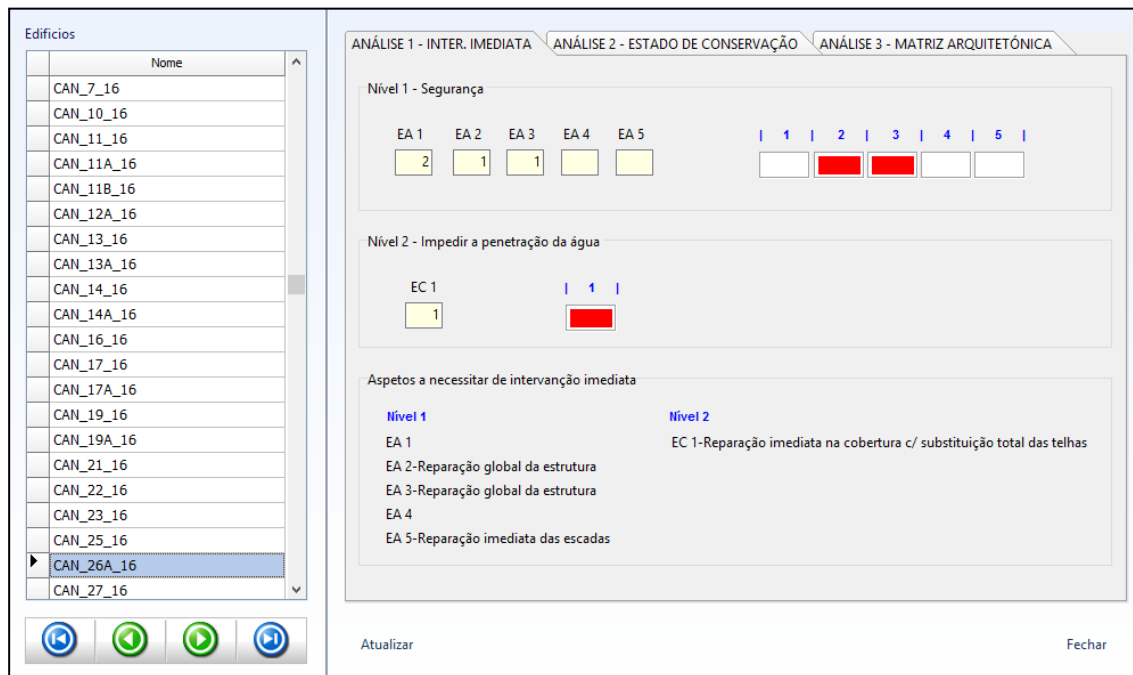 Edificios
Nome
CAN_7_16
CAN_10_16
CAN_11_16
CAN_11A_16
CAN_11B_16
CAN_12A_16
CAN_13_16
CAN_13A_16
CAN_14_16
CAN_14A_16
CAN_16_16
CAN_17_16
CAN_17A_16
CAN_19_16
CAN_19A_16
CAN_21_16
CAN_22_16
CAN_23_16
CAN_25_16
CAN_26A_16
CAN_27_16
ANÁLISE 1 - INTER. IMEDIATA ANÁLISE 2 - ESTADO DE CONSERVAÇÃO ANÁLISE 3 - MATRIZ ARQUITETÓNICA
Nível 1 - Segurança
EA 1 EA 2 EA 3 EA 4 EA 5 | 1 | 2 | 3 | 4 | 5 |
2 1 1
Nível 2 - Impedir a penetração da água
EC 1 | 1 |
1
Aspetos a necessitar de intervanção imediata
Nível 1 Nível 2
EA 1 EC 1-Reparação imediata na cobertura c/ substituição total das telhas
EA 2-Reparação global da estrutura
EA 3-Reparação global da estrutura
EA 4
EA 5-Reparação imediata das escadas
Atualizar Fechar